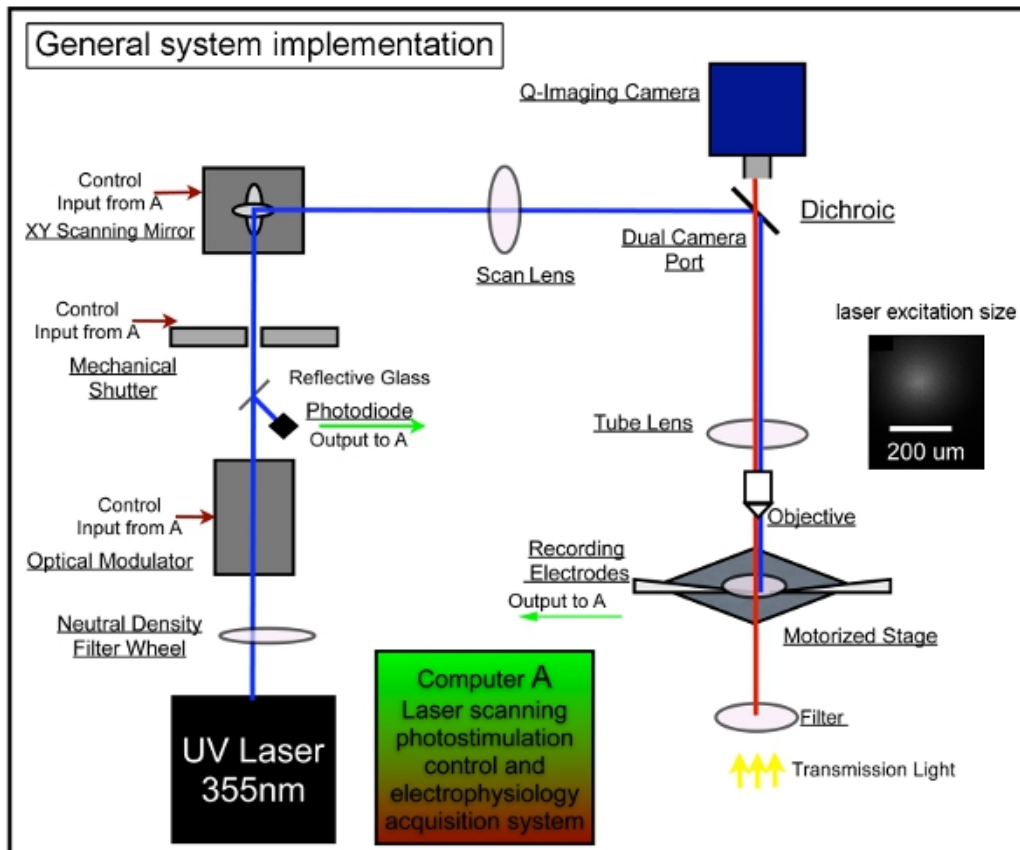 General system implementation
Q-Imaging Camera
Control
Input from A
XY Scanning Mirror
Dichroic
Dual Camera
Port
Scan Lens
Control
Input from A
Mechanical
Shutter
laser excitation size
200 um
Reflective Glass
Photodiode
Output to A
Tube Lens
Control
Input from A
Optical Modulator
Objective
Recording
Electrodes
Output to A
Motorized Stage
Neutral Density
Filter Wheel
UV Laser
355nm
Computer A
Laser scanning
photostimulation
control and
electrophysiology
acquisition system
Filter
Transmission Light